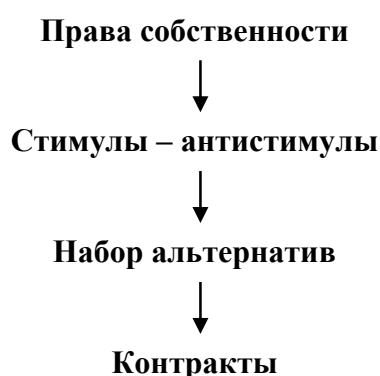 Права собственности
Стимулы – антистимулы
Набор альтернатив
Контракты